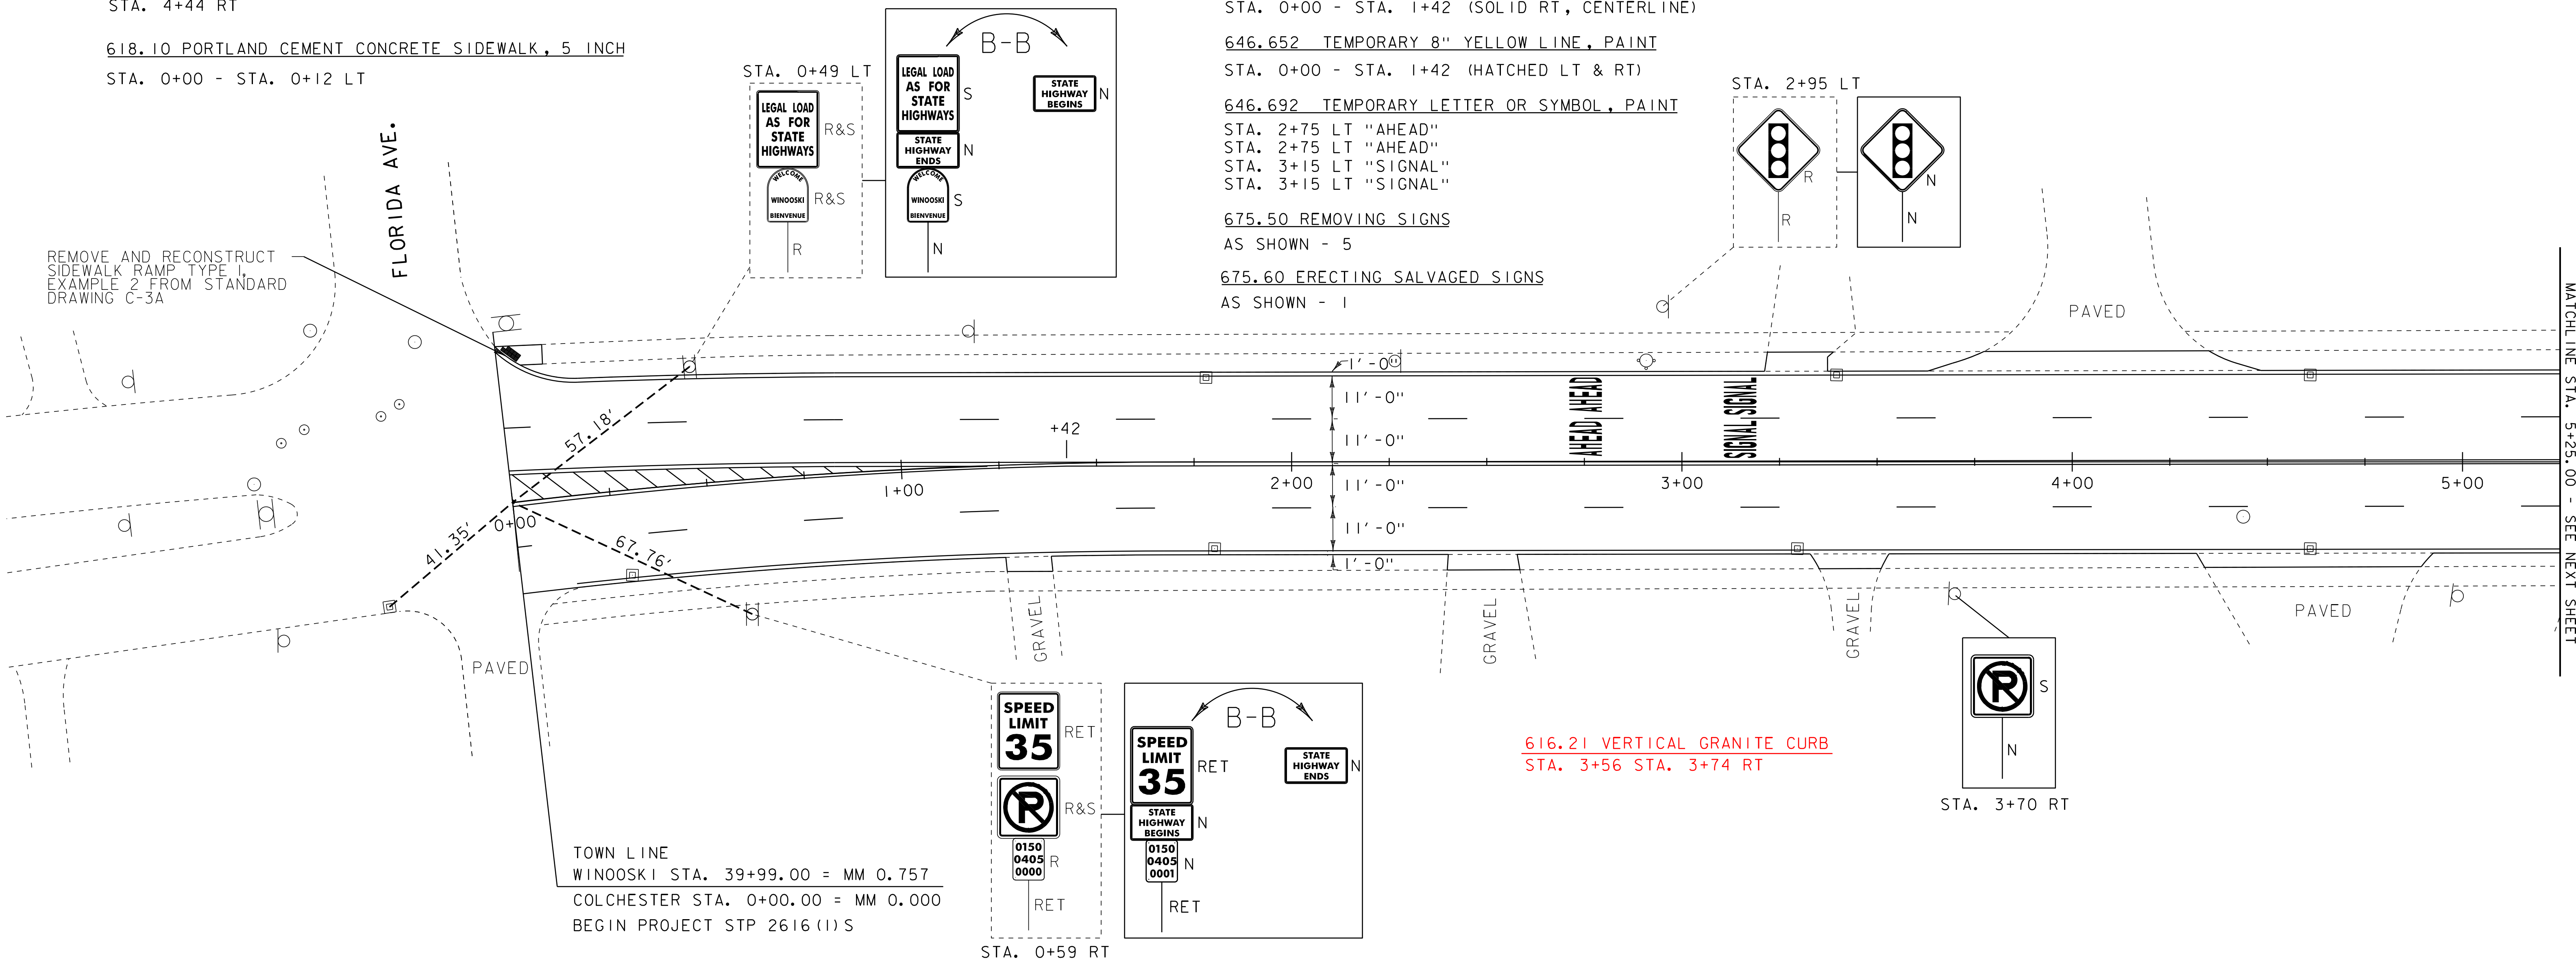 STA. 4+44 RT
618.10 PORTLAND CEMENT CONCRETE SIDEWALK, 5 INCH
STA. 0+00 - STA. 0+12 LT
STA. 0+00 - STA. 1+42 (SOLID RT, CENTERLINE)
646.652 TEMPORARY 8" YELLOW LINE, PAINT
STA. 0+00 - STA. 1+42 (HATCHED LT & RT)
646.692 TEMPORARY LETTER OR SYMBOL, PAINT
STA. 2+75 LT "AHEAD"
STA. 2+75 LT "AHEAD"
STA. 3+15 LT "SIGNAL"
STA. 3+15 LT "SIGNAL"
675.50 REMOVING SIGNS
AS SHOWN - 5
675.60 ERECTING SALVAGED SIGNS
AS SHOWN - 1
STA. 0+49 LT
LEGAL LOAD
AS FOR
STATE
HIGHWAYS
R&S
WELCOME
WINOOSKI
BIENVENUE
R&S
R
B-B
LEGAL LOAD
AS FOR
STATE
HIGHWAYS
S
STATE
HIGHWAY
ENDS
N
WELCOME
WINOOSKI
BIENVENUE
S
N
STATE
HIGHWAY
BEGINS
N
STA. 2+95 LT
R
R
N
N
FLORIDA AVE.
REMOVE AND RECONSTRUCT
SIDEWALK RAMP TYPE 1,
EXAMPLE 2 FROM STANDARD
DRAWING C-3A
PAVED
MATCHLINE STA. 5+25.00 - SEE NEXT SHEET
1'-0"
11'-0"
11'-0"
11'-0"
11'-0"
1'-0"
AHEAD AHEAD
SIGNAL SIGNAL
57.18'
+42
0+00
1+00
2+00
3+00
4+00
5+00
41.35'
67.76'
PAVED
GRAVEL
GRAVEL
GRAVEL
PAVED
SPEED
LIMIT
35
RET
R&S
0150
0405
0000
R
RET
STA. 0+59 RT
B-B
SPEED
LIMIT
35
RET
STATE
HIGHWAY
BEGINS
N
0150
0405
0001
N
RET
STATE
HIGHWAY
ENDS
N
616.21 VERTICAL GRANITE CURB
STA. 3+56 STA. 3+74 RT
S
N
STA. 3+70 RT
TOWN LINE
WINOOSKI STA. 39+99.00 = MM 0.757
COLCHESTER STA. 0+00.00 = MM 0.000
BEGIN PROJECT STP 2616(1)S